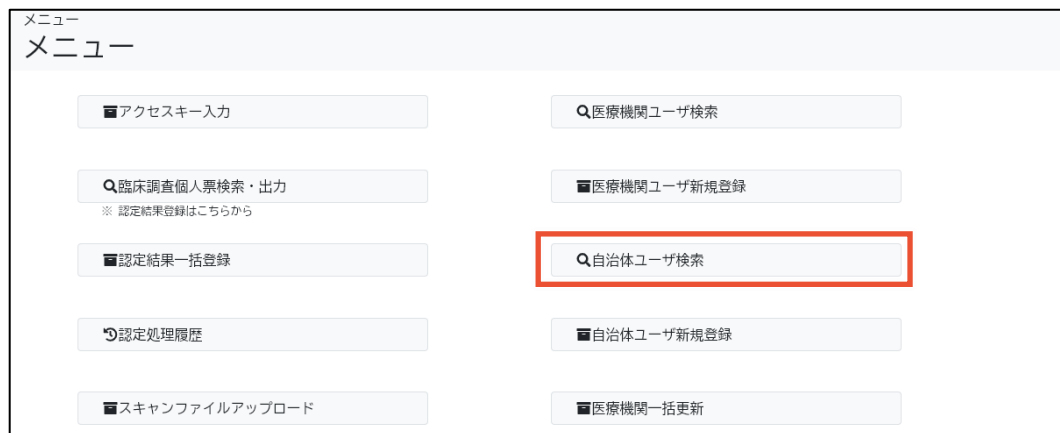 メニュー
メニュー
アクセスキー入力
医療機関ユーザ検索
臨床調査個人票検索・出力
医療機関ユーザ新規登録
※ 認定結果登録はこちらから
認定結果一括登録
自治体ユーザ検索
認定処理履歴
自治体ユーザ新規登録
スキャンファイルアップロード
医療機関一括更新